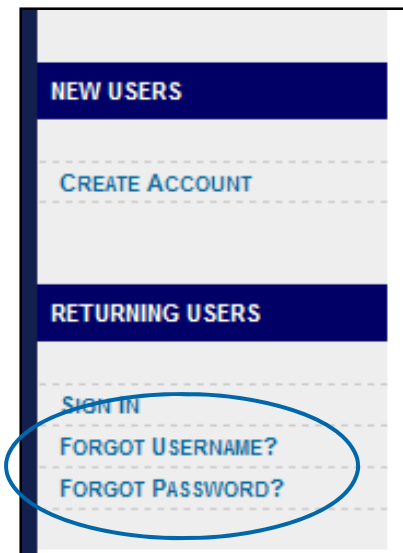 NEW USERS
CREATE ACCOUNT
RETURNING USERS
SIGN IN
FORGOT USERNAME?
FORGOT PASSWORD?